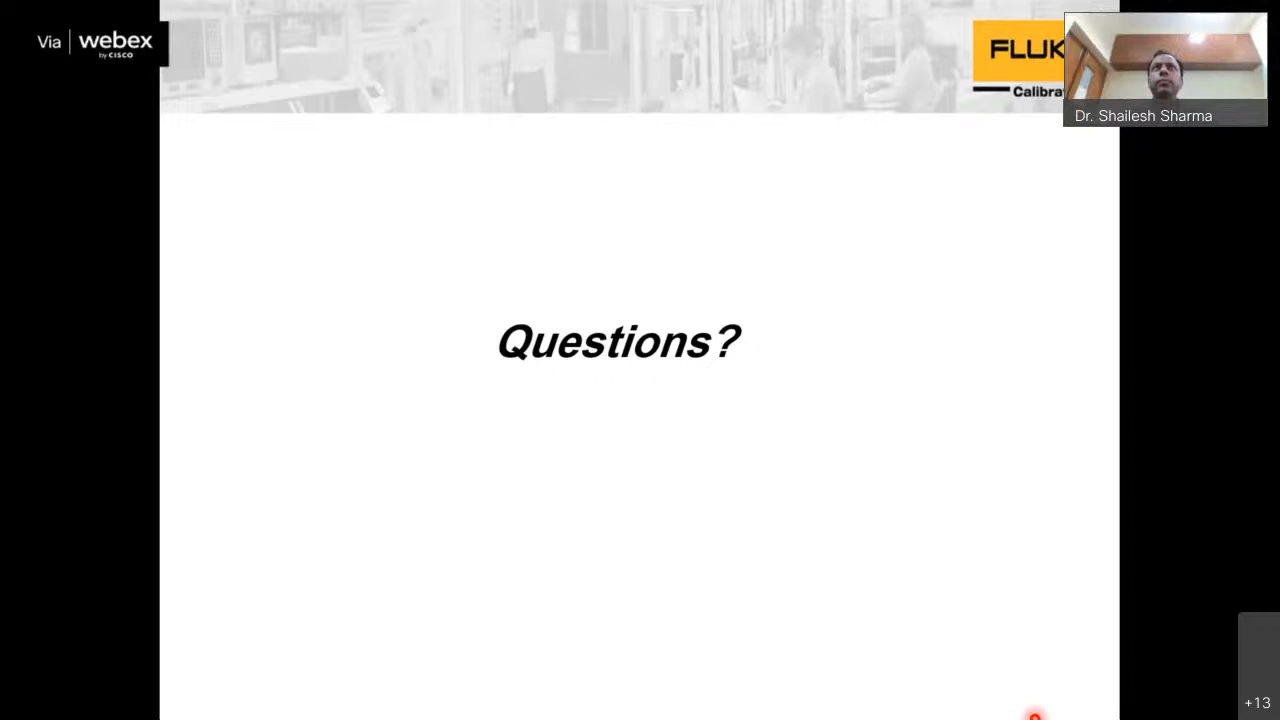 Via | webex
by CISCO
FLUK
Calibra
Dr. Shailesh Sharma
Questions?
+13